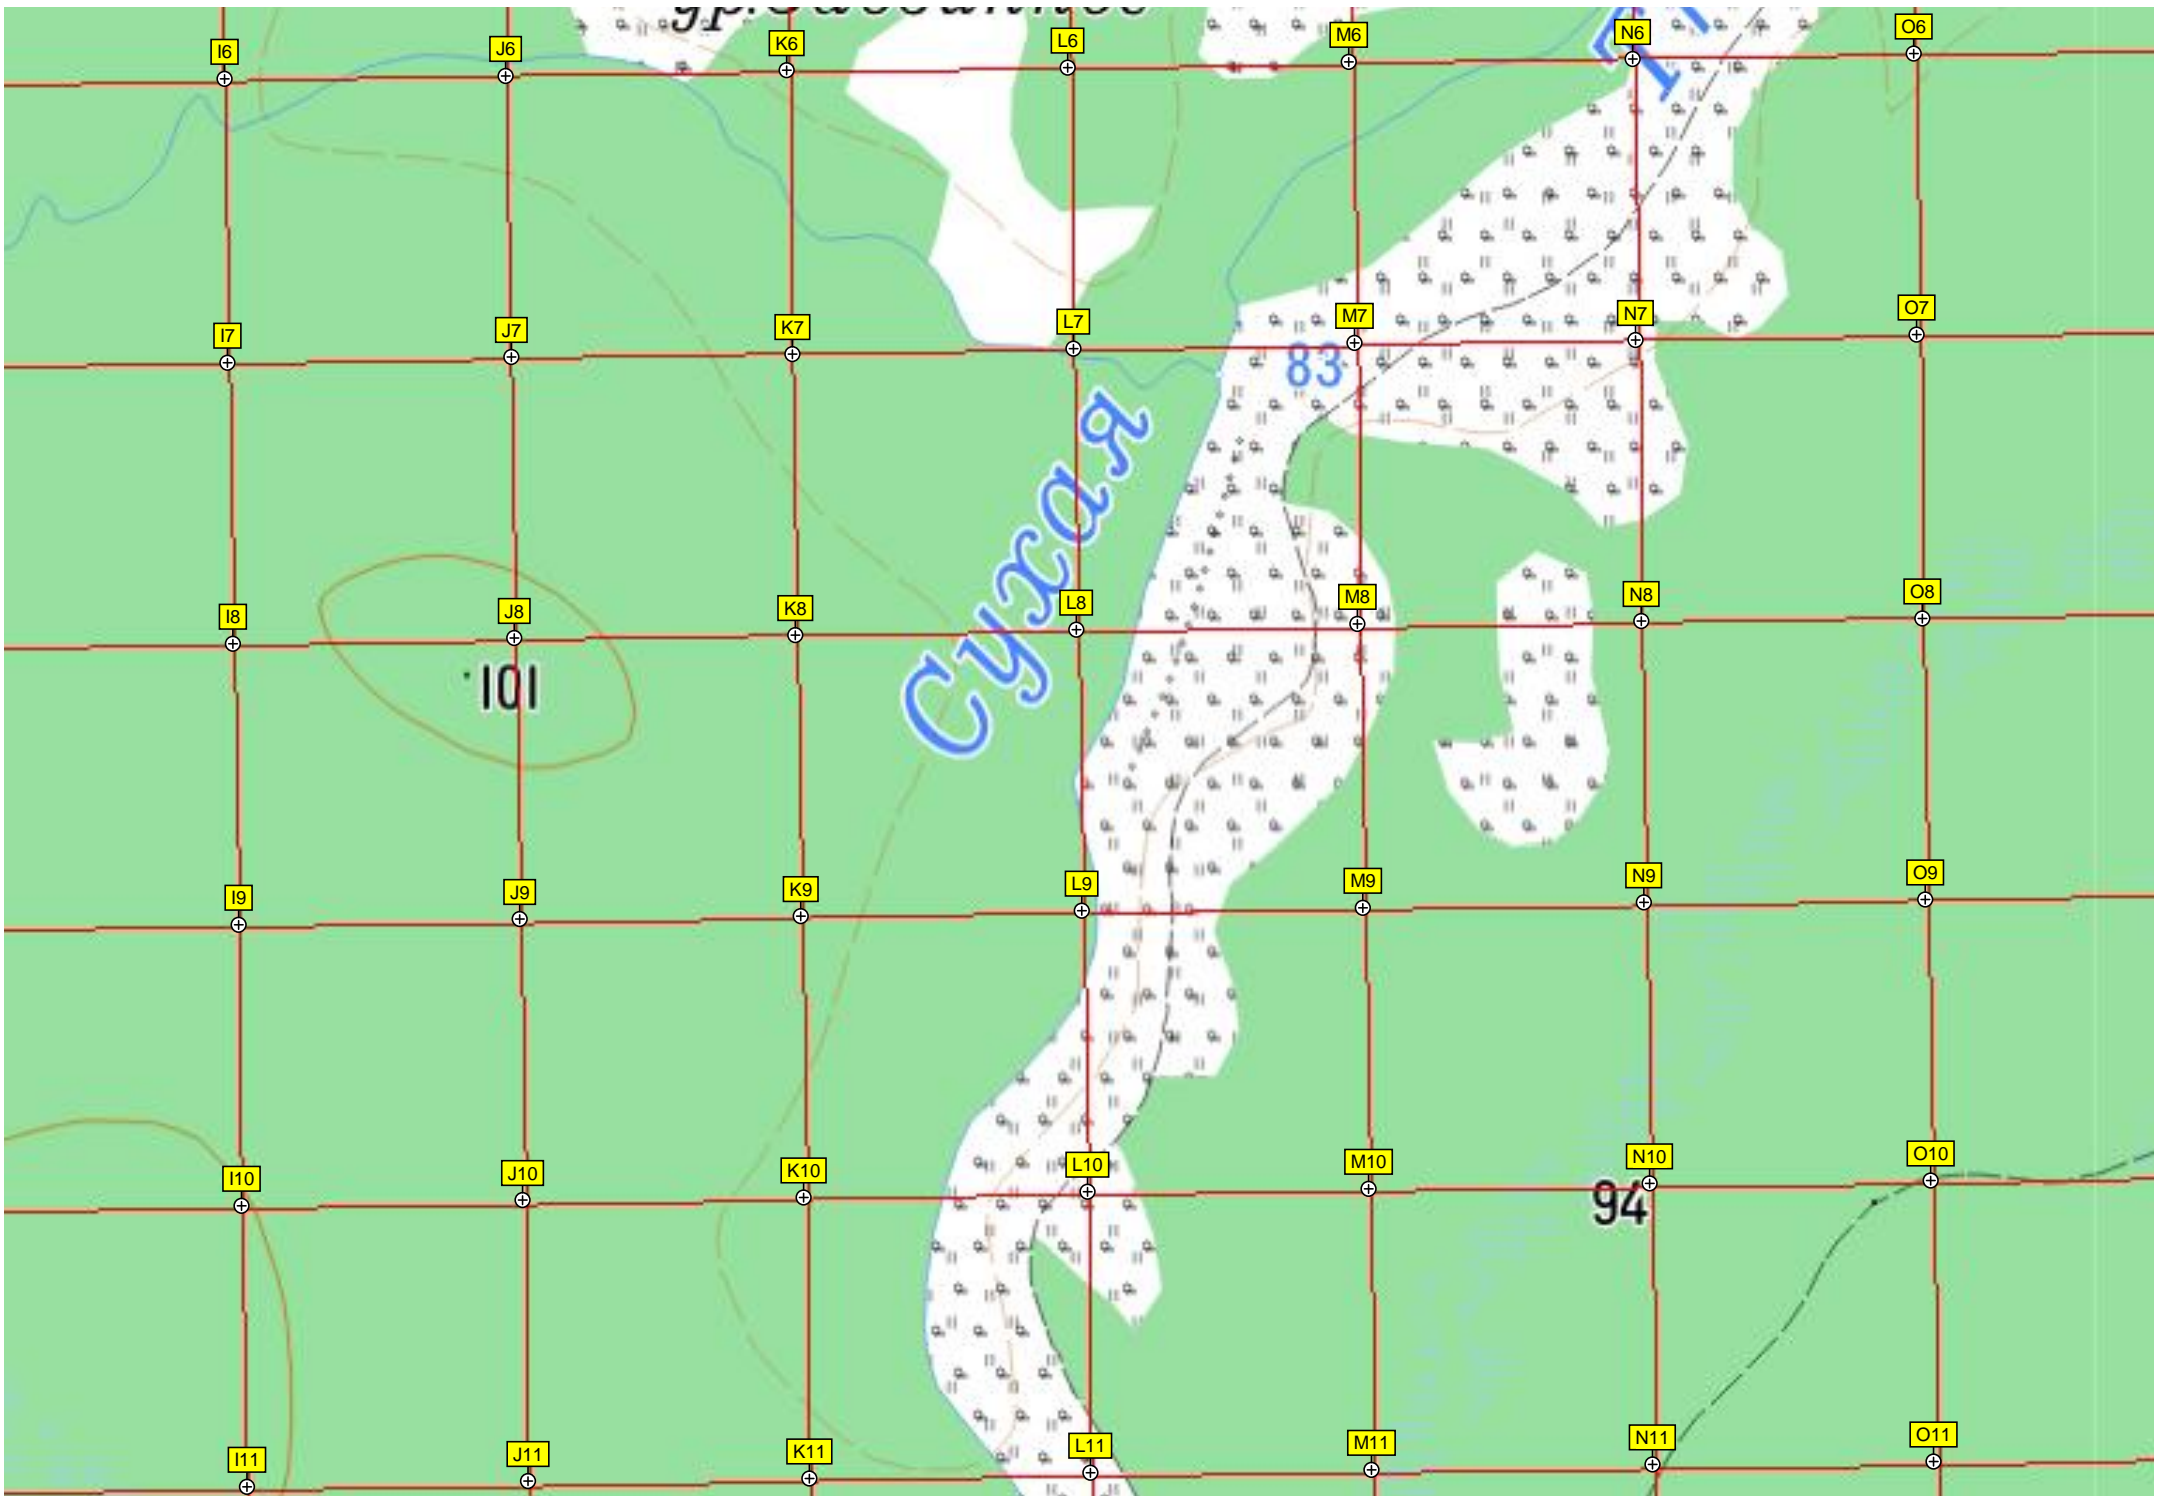 I6 J6 K6 L6 M6 N6 O6
I7 J7 K7 L7 M7 N7 O7
83
Сухая
I8 J8 K8 L8 M8 N8 O8
101
I9 J9 K9 L9 M9 N9 O9
I10 J10 K10 L10 M10 N10 O10
94
I11 J11 K11 L11 M11 N11 O11